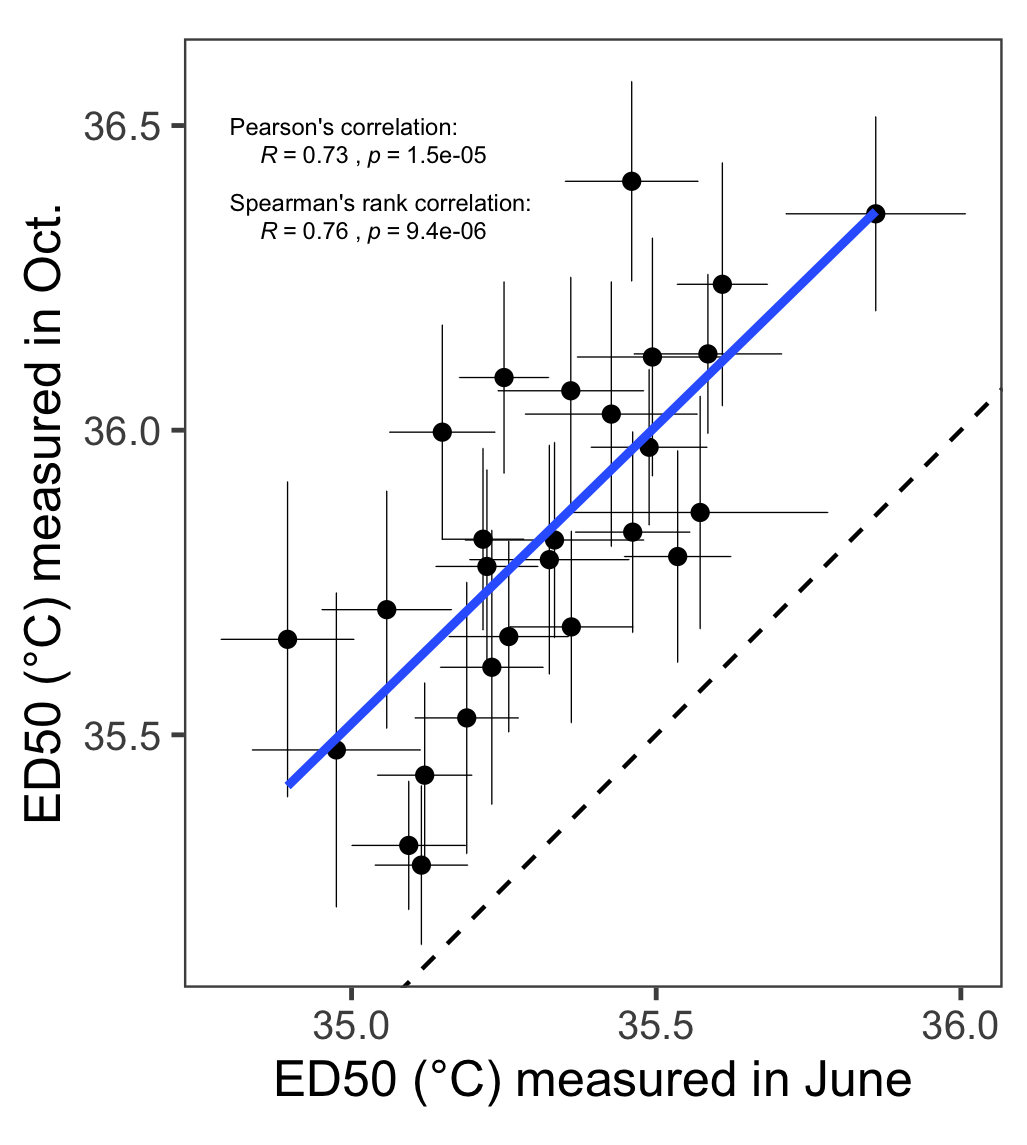 Pearson's correlation:
R = 0.73 , p = 1.5e-05
Spearman's rank correlation:
R = 0.76 , p = 9.4e-06
ED50 (°C) measured in Oct.
36.5
36.0
35.5
35.0 35.5 36.0
ED50 (°C) measured in June